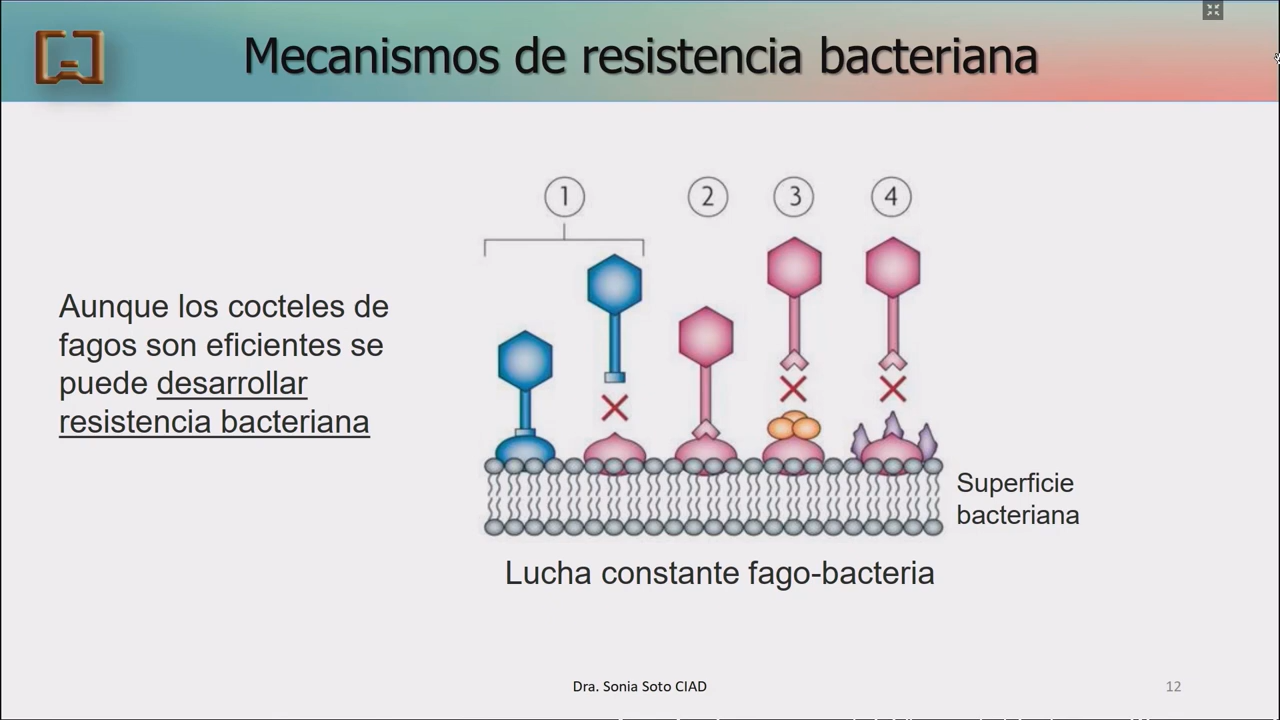 Mecanismos de resistencia bacteriana
1 2 3 4
Aunque los cocteles de
fagos son eficientes se
puede desarrollar
resistencia bacteriana
Superficie
bacteriana
Lucha constante fago-bacteria
Dra. Sonia Soto CIAD
12